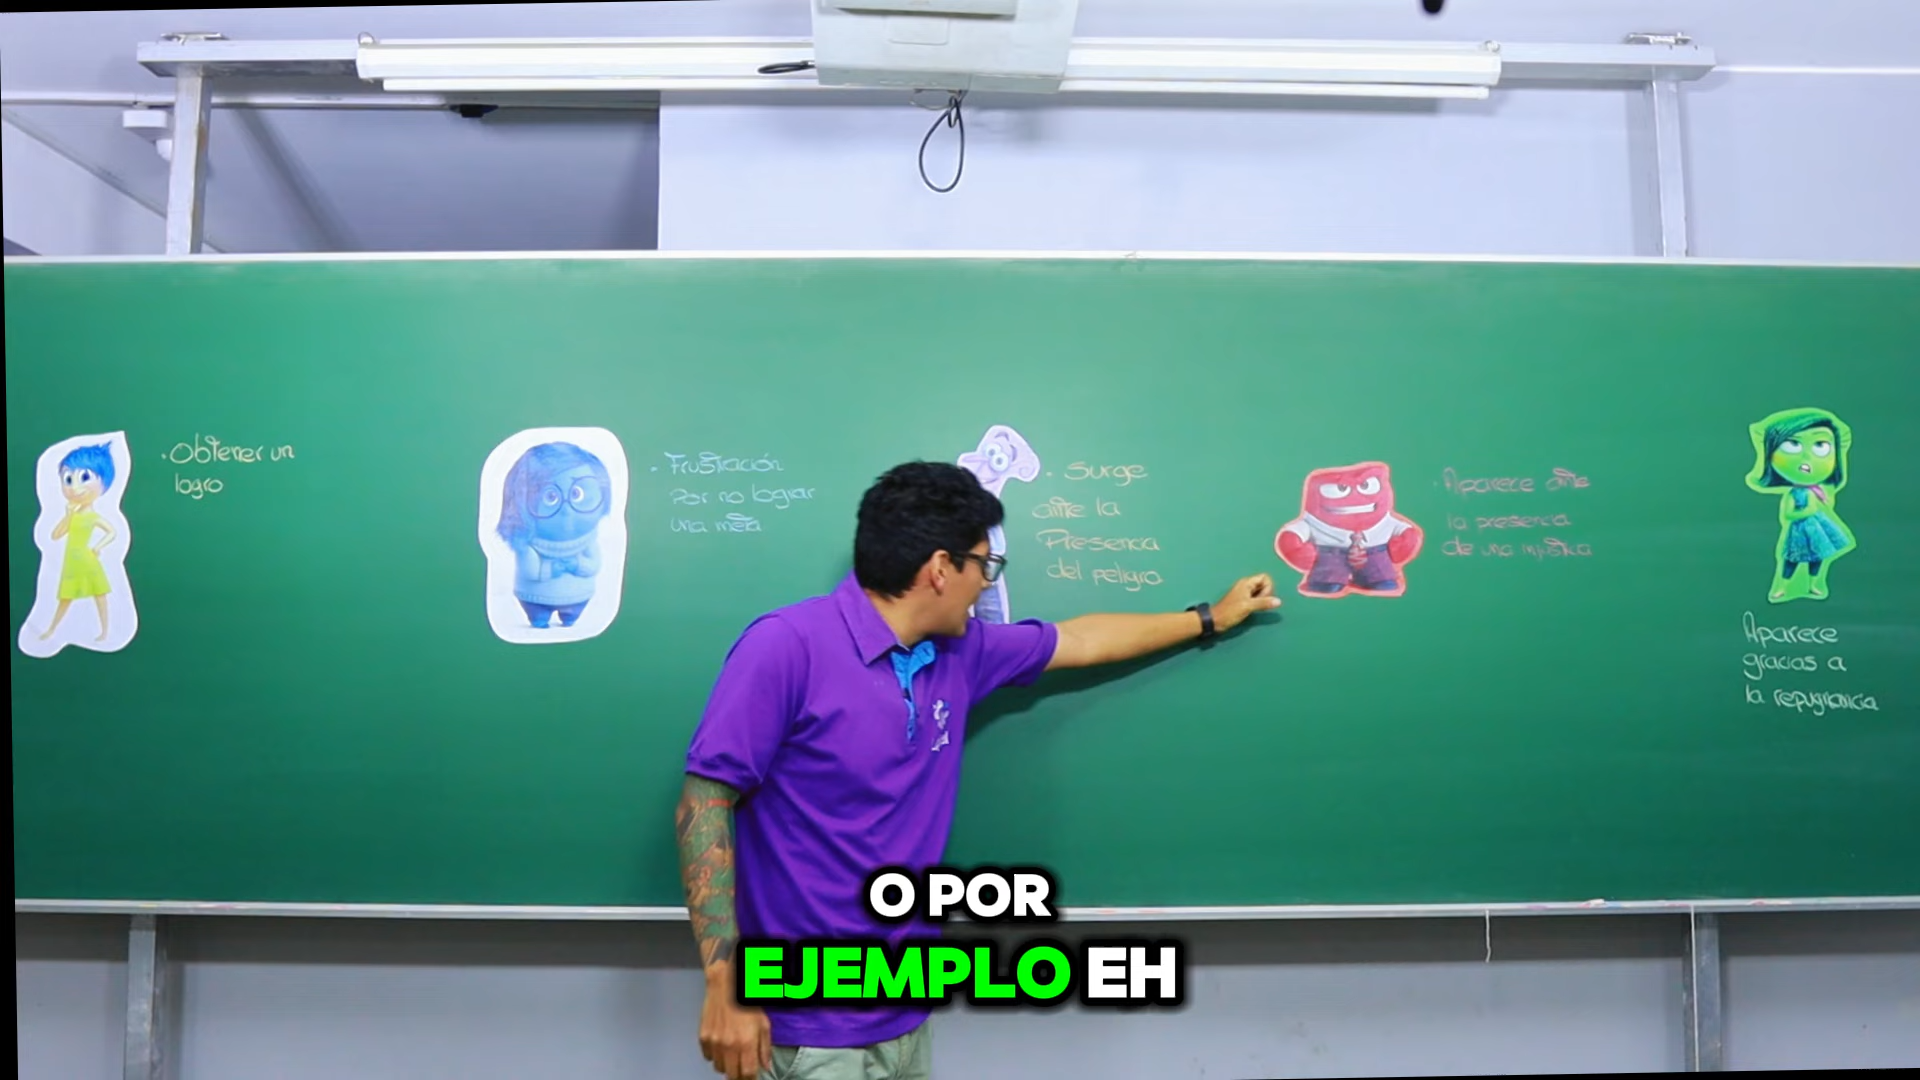 · Obtener un
logro
· Frustración
Por no lograr
una meta
· Surge
ante la
Presencia
del peligro
· Aparece ante
la presencia
de una injusticia
Aparece
gracias a
la repugnancia
O POR
EJEMPLO EH